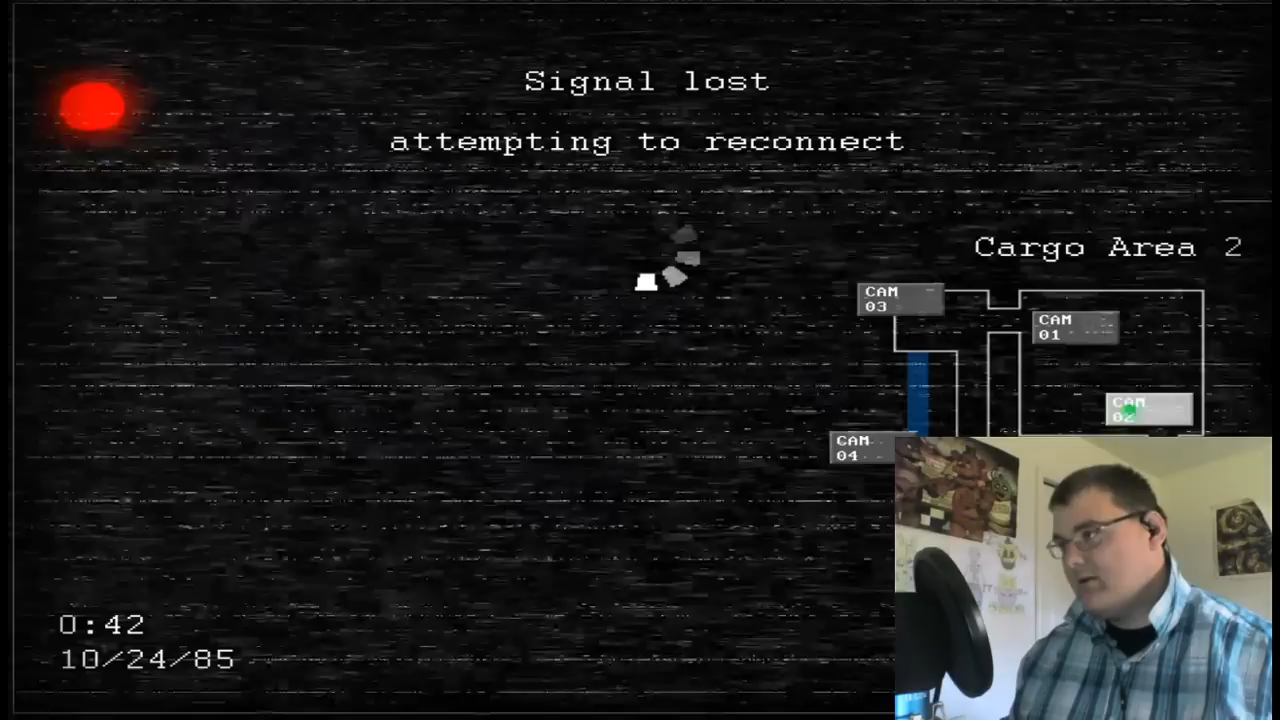 Signal lost
attempting to reconnect
Cargo Area 2
CAM
03
CAM
01
CAM
02
CAM
04
0:42
10/24/85